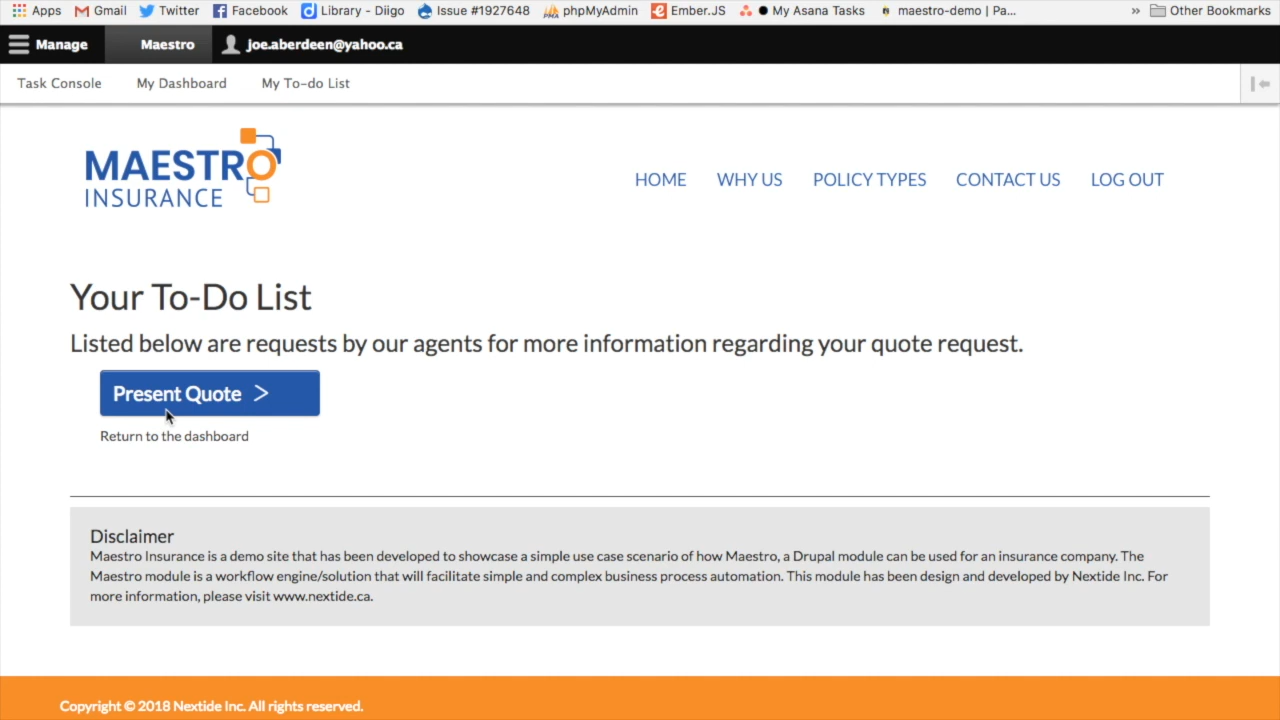 Apps Gmail Twitter Facebook Library - Diigo Issue #1927648 phpMyAdmin Ember.JS My Asana Tasks maestro-demo | Pa... » Other Bookmarks
Manage Maestro joe.aberdeen@yahoo.ca
Task Console My Dashboard My To-do List
MAESTRO
INSURANCE
HOME WHY US POLICY TYPES CONTACT US LOG OUT
Your To-Do List
Listed below are requests by our agents for more information regarding your quote request.
Present Quote >
Return to the dashboard
Disclaimer
Maestro Insurance is a demo site that has been developed to showcase a simple use case scenario of how Maestro, a Drupal module can be used for an insurance company. The
Maestro module is a workflow engine/solution that will facilitate simple and complex business process automation. This module has been design and developed by Nextide Inc. For
more information, please visit www.nextide.ca.
Copyright © 2018 Nextide Inc. All rights reserved.